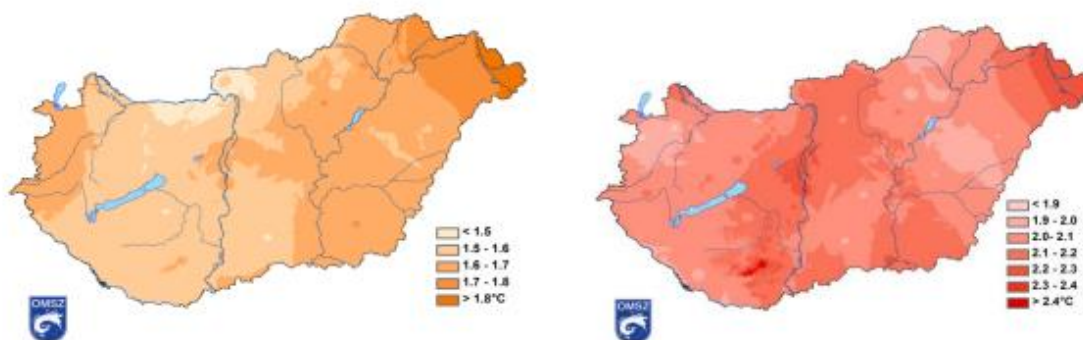 < 1.5
1.5 - 1.6
1.6 - 1.7
1.7 - 1.8
> 1.8°C
OMSZ
< 1.9
1.9 - 2.0
2.0- 2.1
2.1 - 2.2
2.2 - 2.3
2.3 - 2.4
> 2.4°C
OMSZ